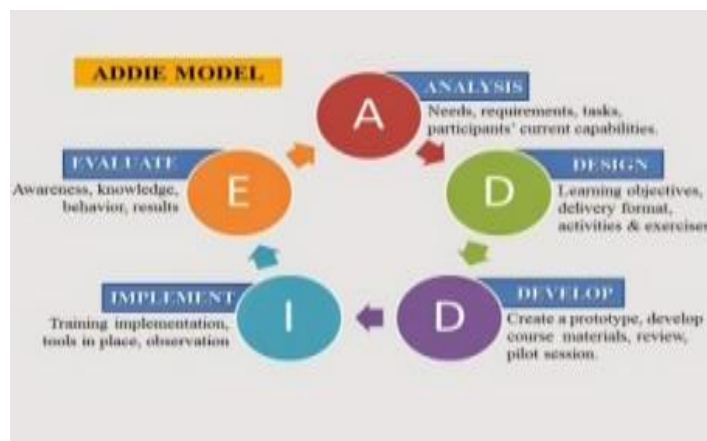 ADDIE MODEL
A
ANALYSIS
Needs, requirements, tasks,
participants' current capabilities.
D
DESIGN
Learning objectives,
delivery format,
activities & exercises
D
DEVELOP
Create a prototype, develop
course materials, review,
pilot session.
I
IMPLEMENT
Training implementation,
tools in place, observation
E
EVALUATE
Awareness, knowledge,
behavior, results